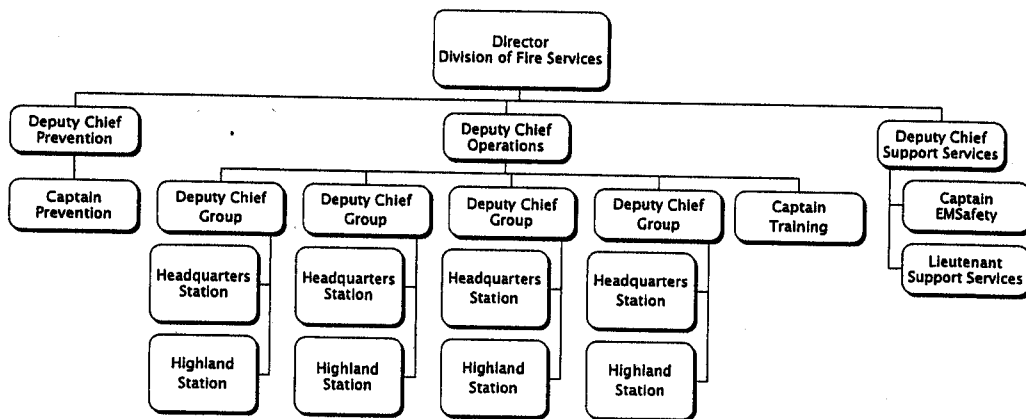 Director
Division of Fire Services
Deputy Chief
Prevention
Deputy Chief
Operations
Deputy Chief
Support Services
Captain
Prevention
Deputy Chief
Group
Deputy Chief
Group
Deputy Chief
Group
Deputy Chief
Group
Captain
Training
Captain
EMSafety
Lieutenant
Support Services
Headquarters
Station
Headquarters
Station
Headquarters
Station
Headquarters
Station
Highland
Station
Highland
Station
Highland
Station
Highland
Station